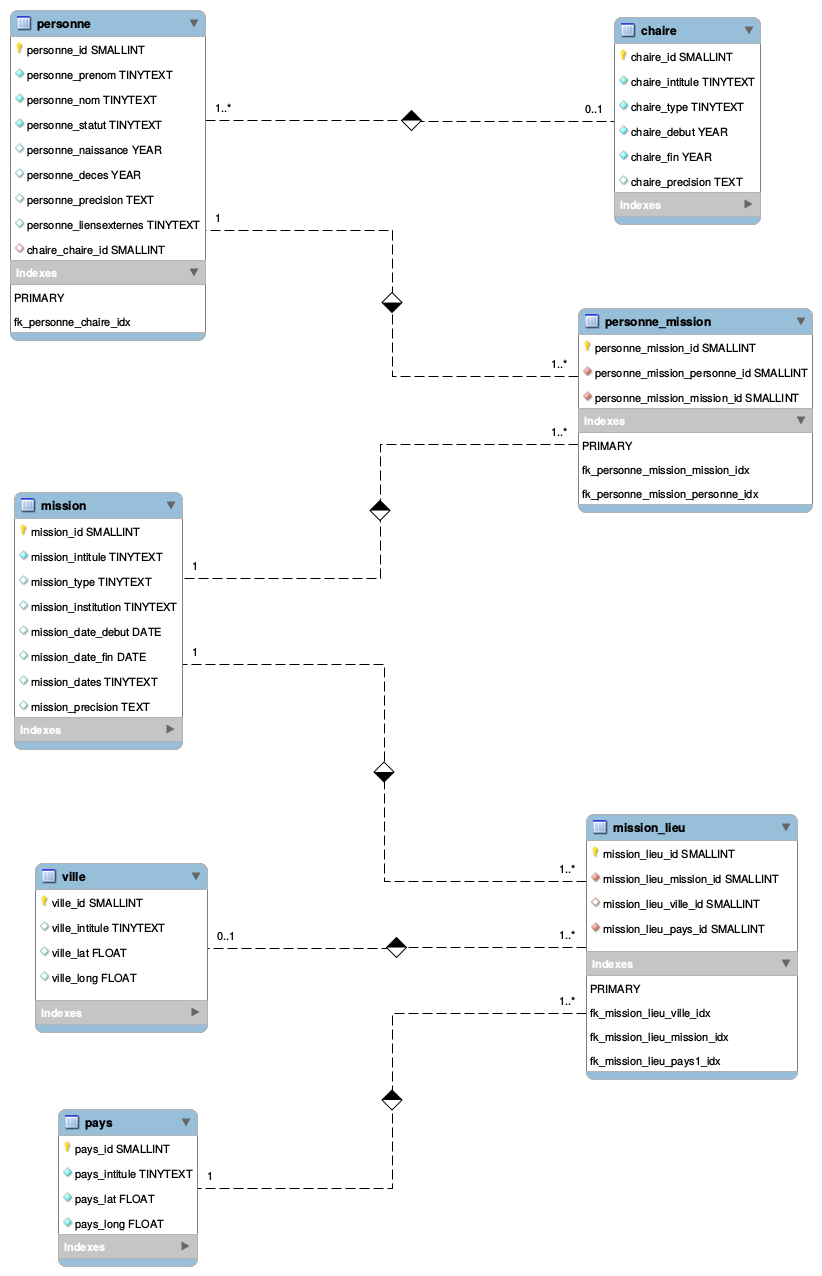 personne
personne_id SMALLINT
personne_prenom TINYTEXT
personne_nom TINYTEXT
personne_statut TINYTEXT
personne_naissance YEAR
personne_deces YEAR
personne_precision TEXT
personne_liensexternes TINYTEXT
chaire_chaire_id SMALLINT
Indexes
PRIMARY
fk_personne_chaire_idx
1..*
0..1
chaire
chaire_id SMALLINT
chaire_intitule TINYTEXT
chaire_type TINYTEXT
chaire_debut YEAR
chaire_fin YEAR
chaire_precision TEXT
Indexes
1
1..*
personne_mission
personne_mission_id SMALLINT
personne_mission_personne_id SMALLINT
personne_mission_mission_id SMALLINT
Indexes
PRIMARY
fk_personne_mission_mission_idx
fk_personne_mission_personne_idx
1..*
1
mission
mission_id SMALLINT
mission_intitule TINYTEXT
mission_type TINYTEXT
mission_institution TINYTEXT
mission_date_debut DATE
mission_date_fin DATE
mission_dates TINYTEXT
mission_precision TEXT
Indexes
1
1..*
mission_lieu
mission_lieu_id SMALLINT
mission_lieu_mission_id SMALLINT
mission_lieu_ville_id SMALLINT
mission_lieu_pays_id SMALLINT
Indexes
PRIMARY
fk_mission_lieu_ville_idx
fk_mission_lieu_mission_idx
fk_mission_lieu_pays1_idx
ville
ville_id SMALLINT
ville_intitule TINYTEXT
ville_lat FLOAT
ville_long FLOAT
Indexes
0..1
1..*
1..*
1
pays
pays_id SMALLINT
pays_intitule TINYTEXT
pays_lat FLOAT
pays_long FLOAT
Indexes